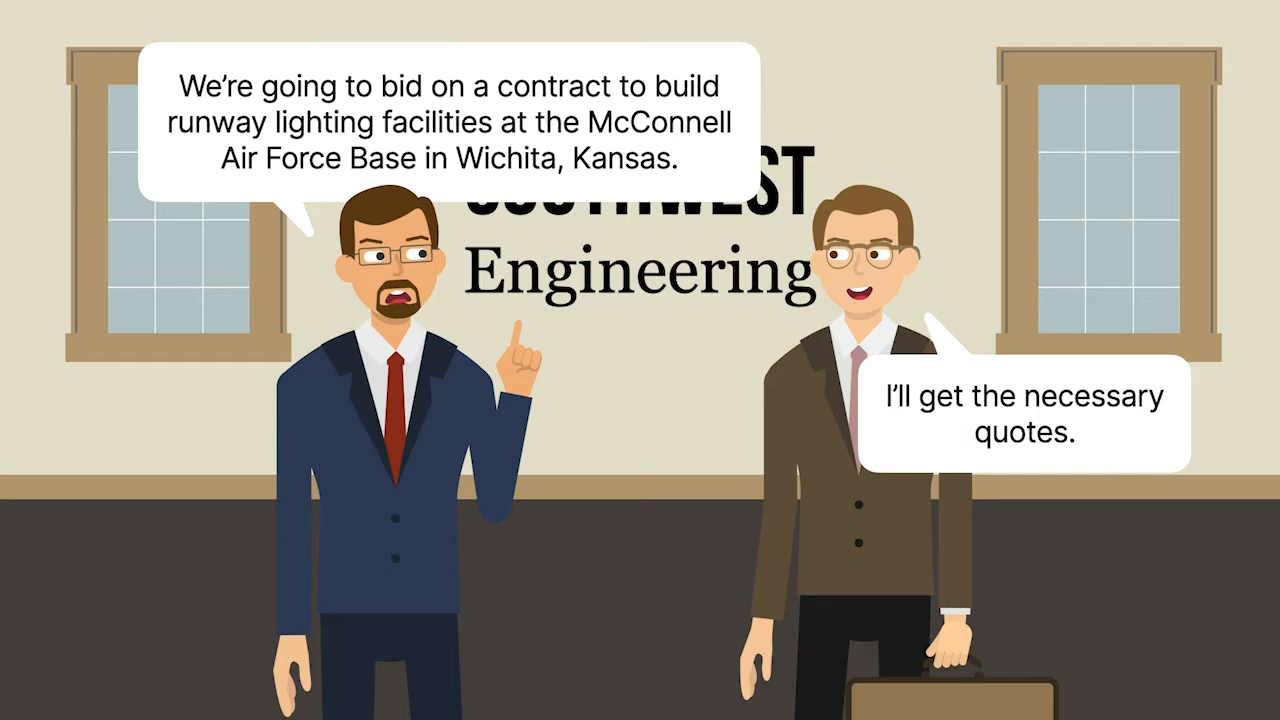 We're going to bid on a contract to build
runway lighting facilities at the McConnell
Air Force Base in Wichita, Kansas.
SOUTHWEST
Engineering
I'll get the necessary
quotes.